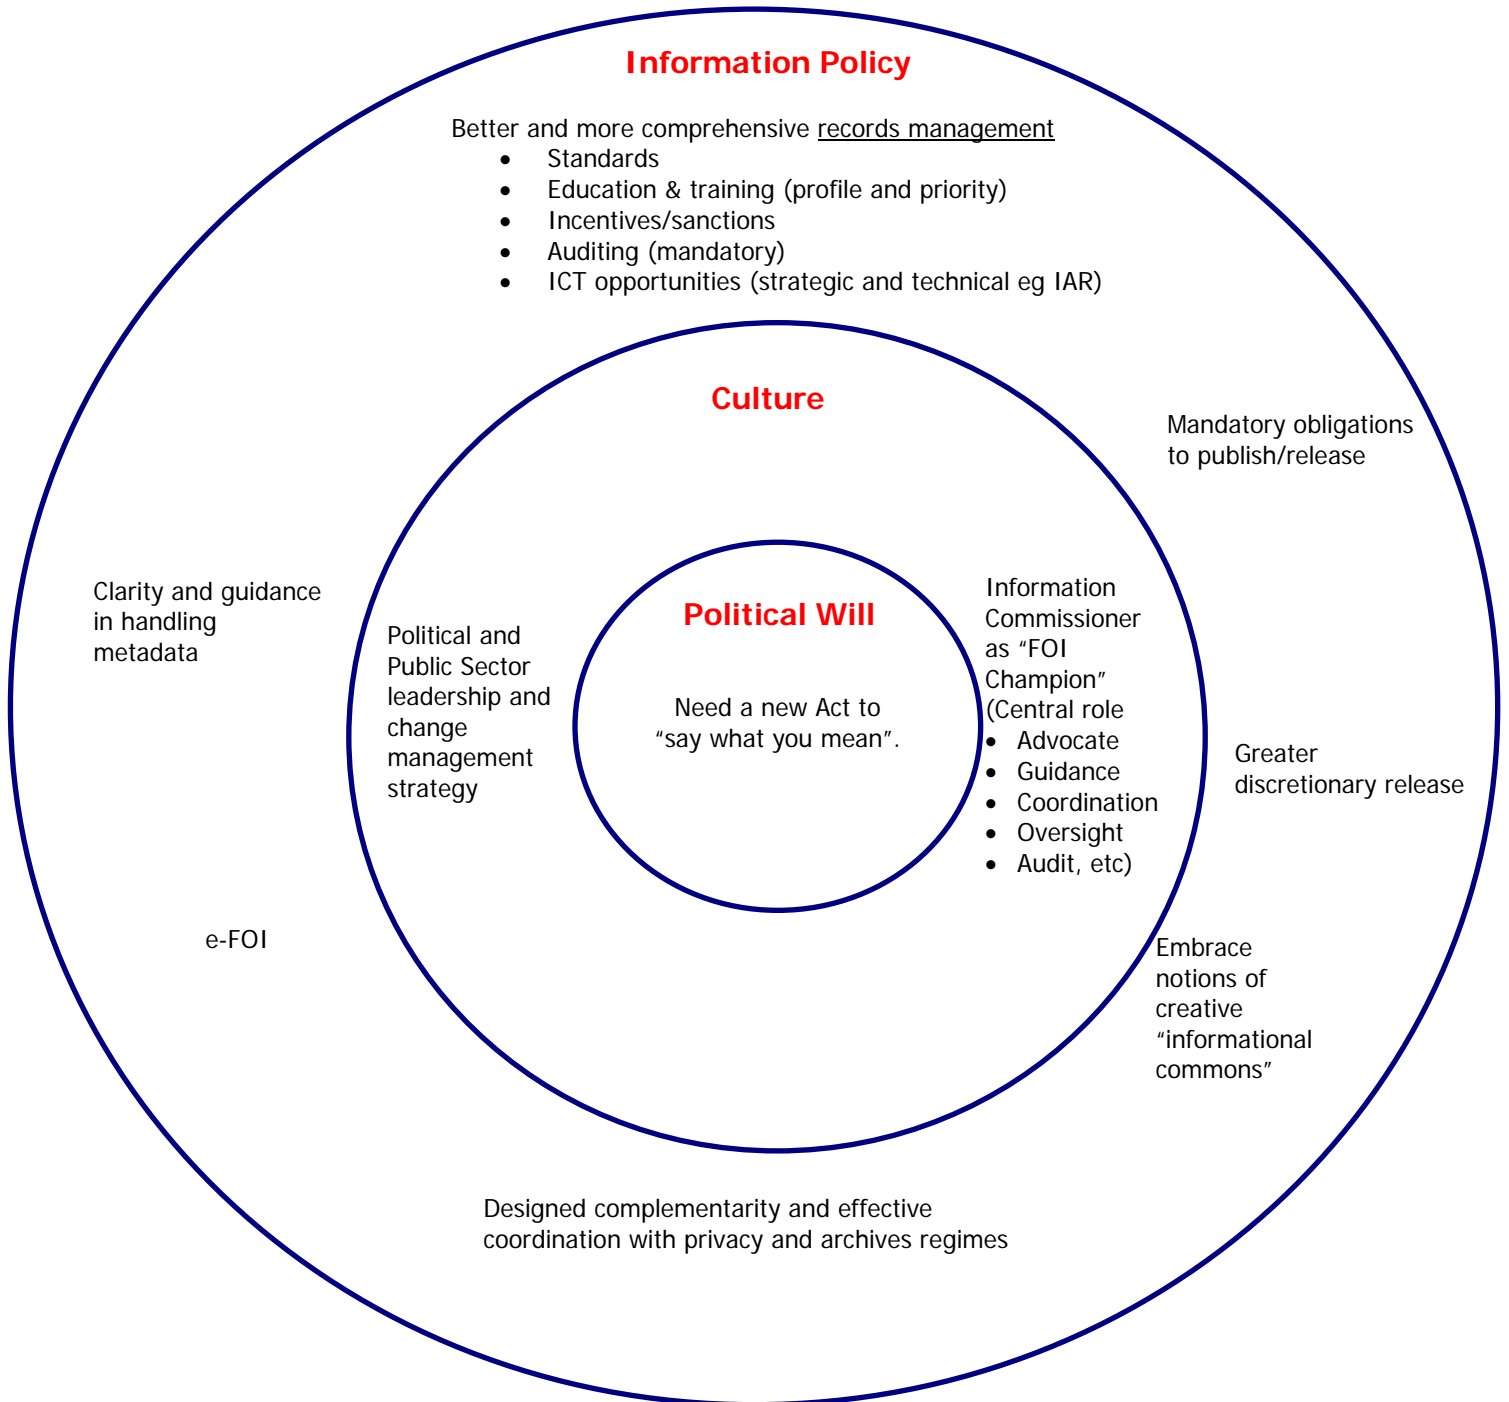 Information Policy
Better and more comprehensive records management
• Standards
• Education & training (profile and priority)
• Incentives/sanctions
• Auditing (mandatory)
• ICT opportunities (strategic and technical eg IAR)
Culture
Mandatory obligations
to publish/release
Clarity and guidance
in handling
metadata
Political and
Public Sector
leadership and
change
management
strategy
Political Will
Need a new Act to
“say what you mean”.
Information
Commissioner
as “FOI
Champion”
(Central role
• Advocate
• Guidance
• Coordination
• Oversight
• Audit, etc)
Greater
discretionary release
e-FOI
Embrace
notions of
creative
“informational
commons”
Designed complementarity and effective
coordination with privacy and archives regimes